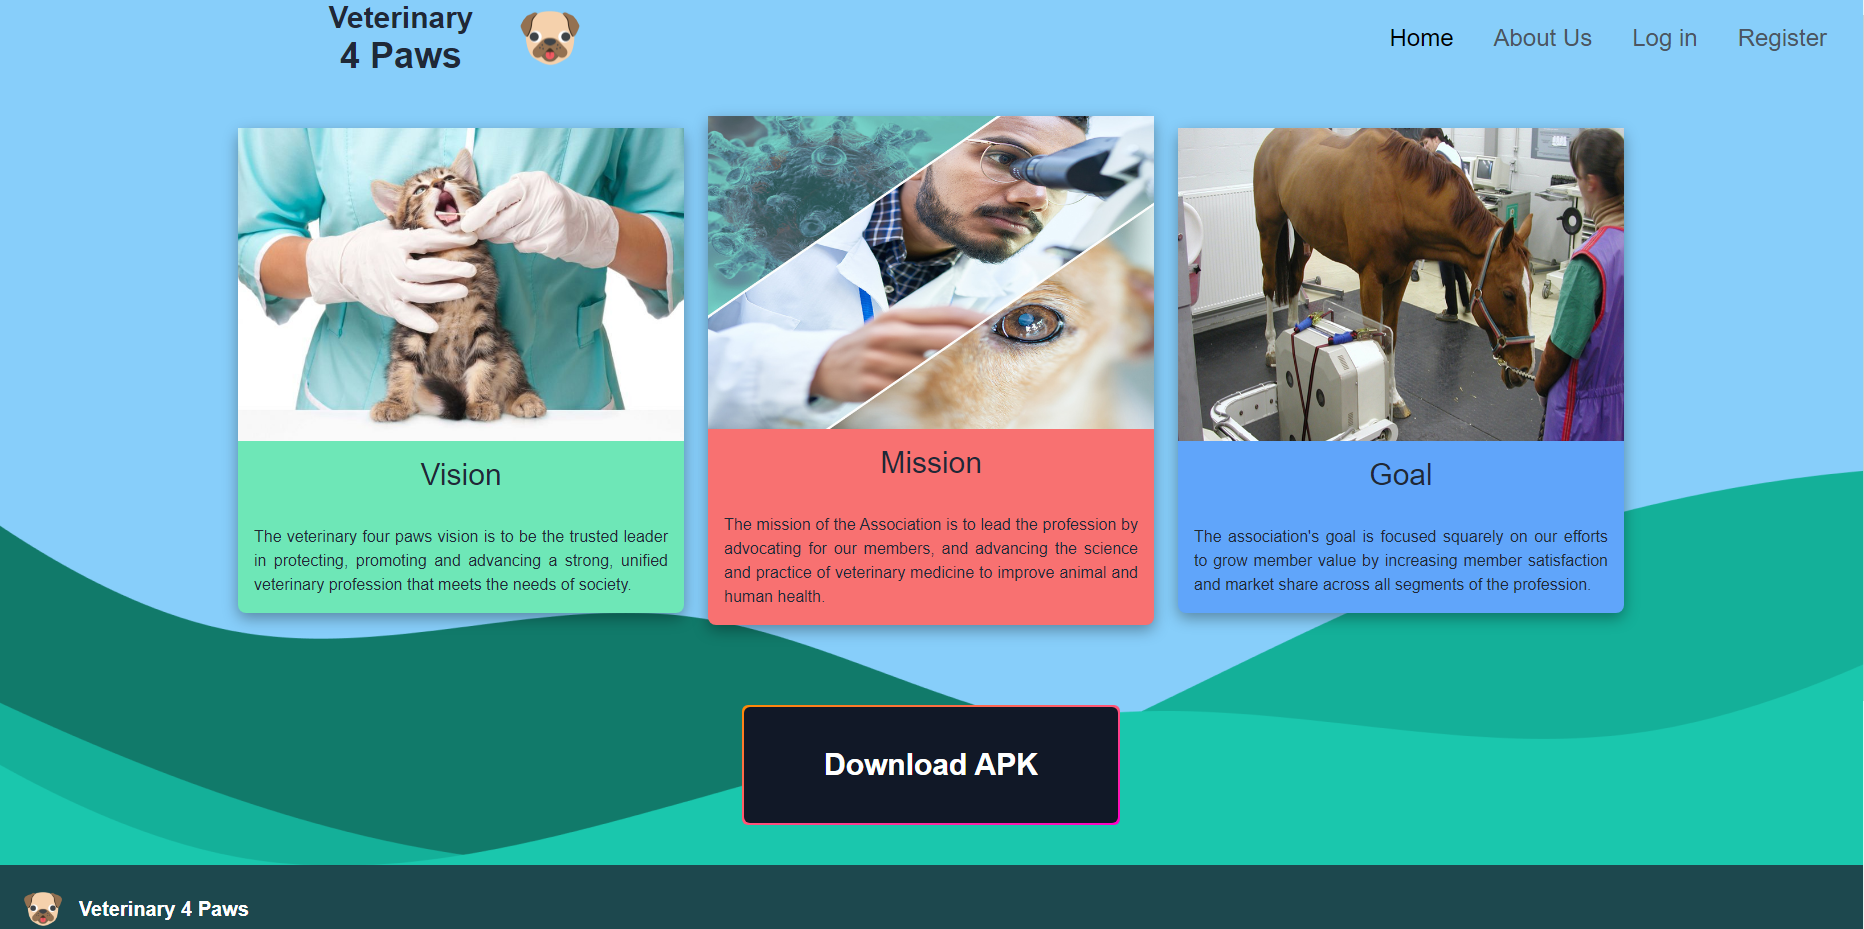 Veterinary
4 Paws
Home
About Us
Log in
Register
Vision
The veterinary four paws vision is to be the trusted leader
in protecting, promoting and advancing a strong, unified
veterinary profession that meets the needs of society.
Mission
The mission of the Association is to lead the profession by
advocating for our members, and advancing the science
and practice of veterinary medicine to improve animal and
human health.
Goal
The association's goal is focused squarely on our efforts
to grow member value by increasing member satisfaction
and market share across all segments of the profession.
Download APK
Veterinary 4 Paws